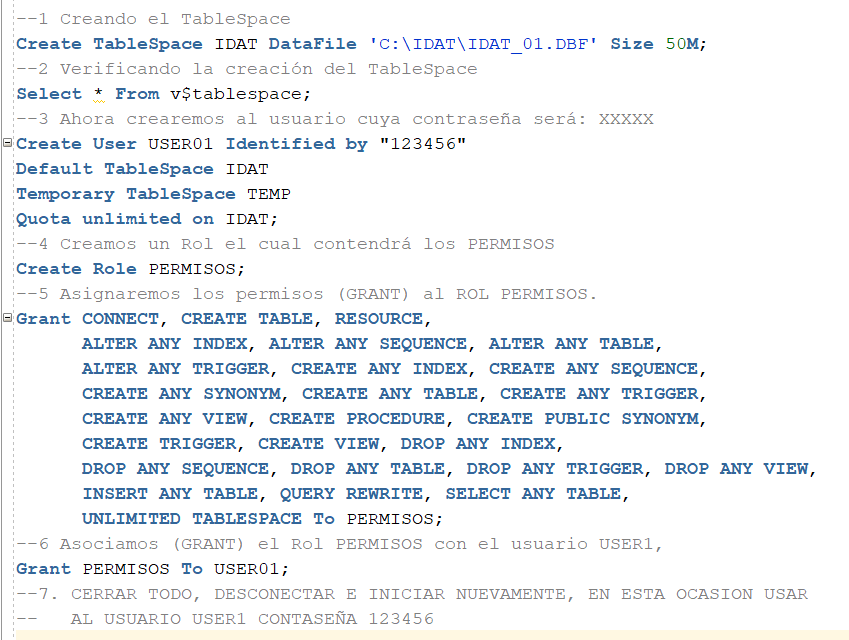 --1 Creando el TableSpace
Create TableSpace IDAT DataFile 'C:\IDAT\IDAT_01.DBF' Size 50M;
--2 Verificando la creación del TableSpace
Select * From v$tablespace;
--3 Ahora crearemos al usuario cuya contraseña será: XXXXX
Create User USER01 Identified by "123456"
Default TableSpace IDAT
Temporary TableSpace TEMP
Quota unlimited on IDAT;
--4 Creamos un Rol el cual contendrá los PERMISOS
Create Role PERMISOS;
--5 Asignaremos los permisos (GRANT) al ROL PERMISOS.
Grant CONNECT, CREATE TABLE, RESOURCE,
ALTER ANY INDEX, ALTER ANY SEQUENCE, ALTER ANY TABLE,
ALTER ANY TRIGGER, CREATE ANY INDEX, CREATE ANY SEQUENCE,
CREATE ANY SYNONYM, CREATE ANY TABLE, CREATE ANY TRIGGER,
CREATE ANY VIEW, CREATE PROCEDURE, CREATE PUBLIC SYNONYM,
CREATE TRIGGER, CREATE VIEW, DROP ANY INDEX,
DROP ANY SEQUENCE, DROP ANY TABLE, DROP ANY TRIGGER, DROP ANY VIEW,
INSERT ANY TABLE, QUERY REWRITE, SELECT ANY TABLE,
UNLIMITED TABLESPACE To PERMISOS;
--6 Asociamos (GRANT) el Rol PERMISOS con el usuario USER1,
Grant PERMISOS To USER01;
--7. CERRAR TODO, DESCONECTAR E INICIAR NUEVAMENTE, EN ESTA OCASION USAR
--   AL USUARIO USER1 CONTASEÑA 123456